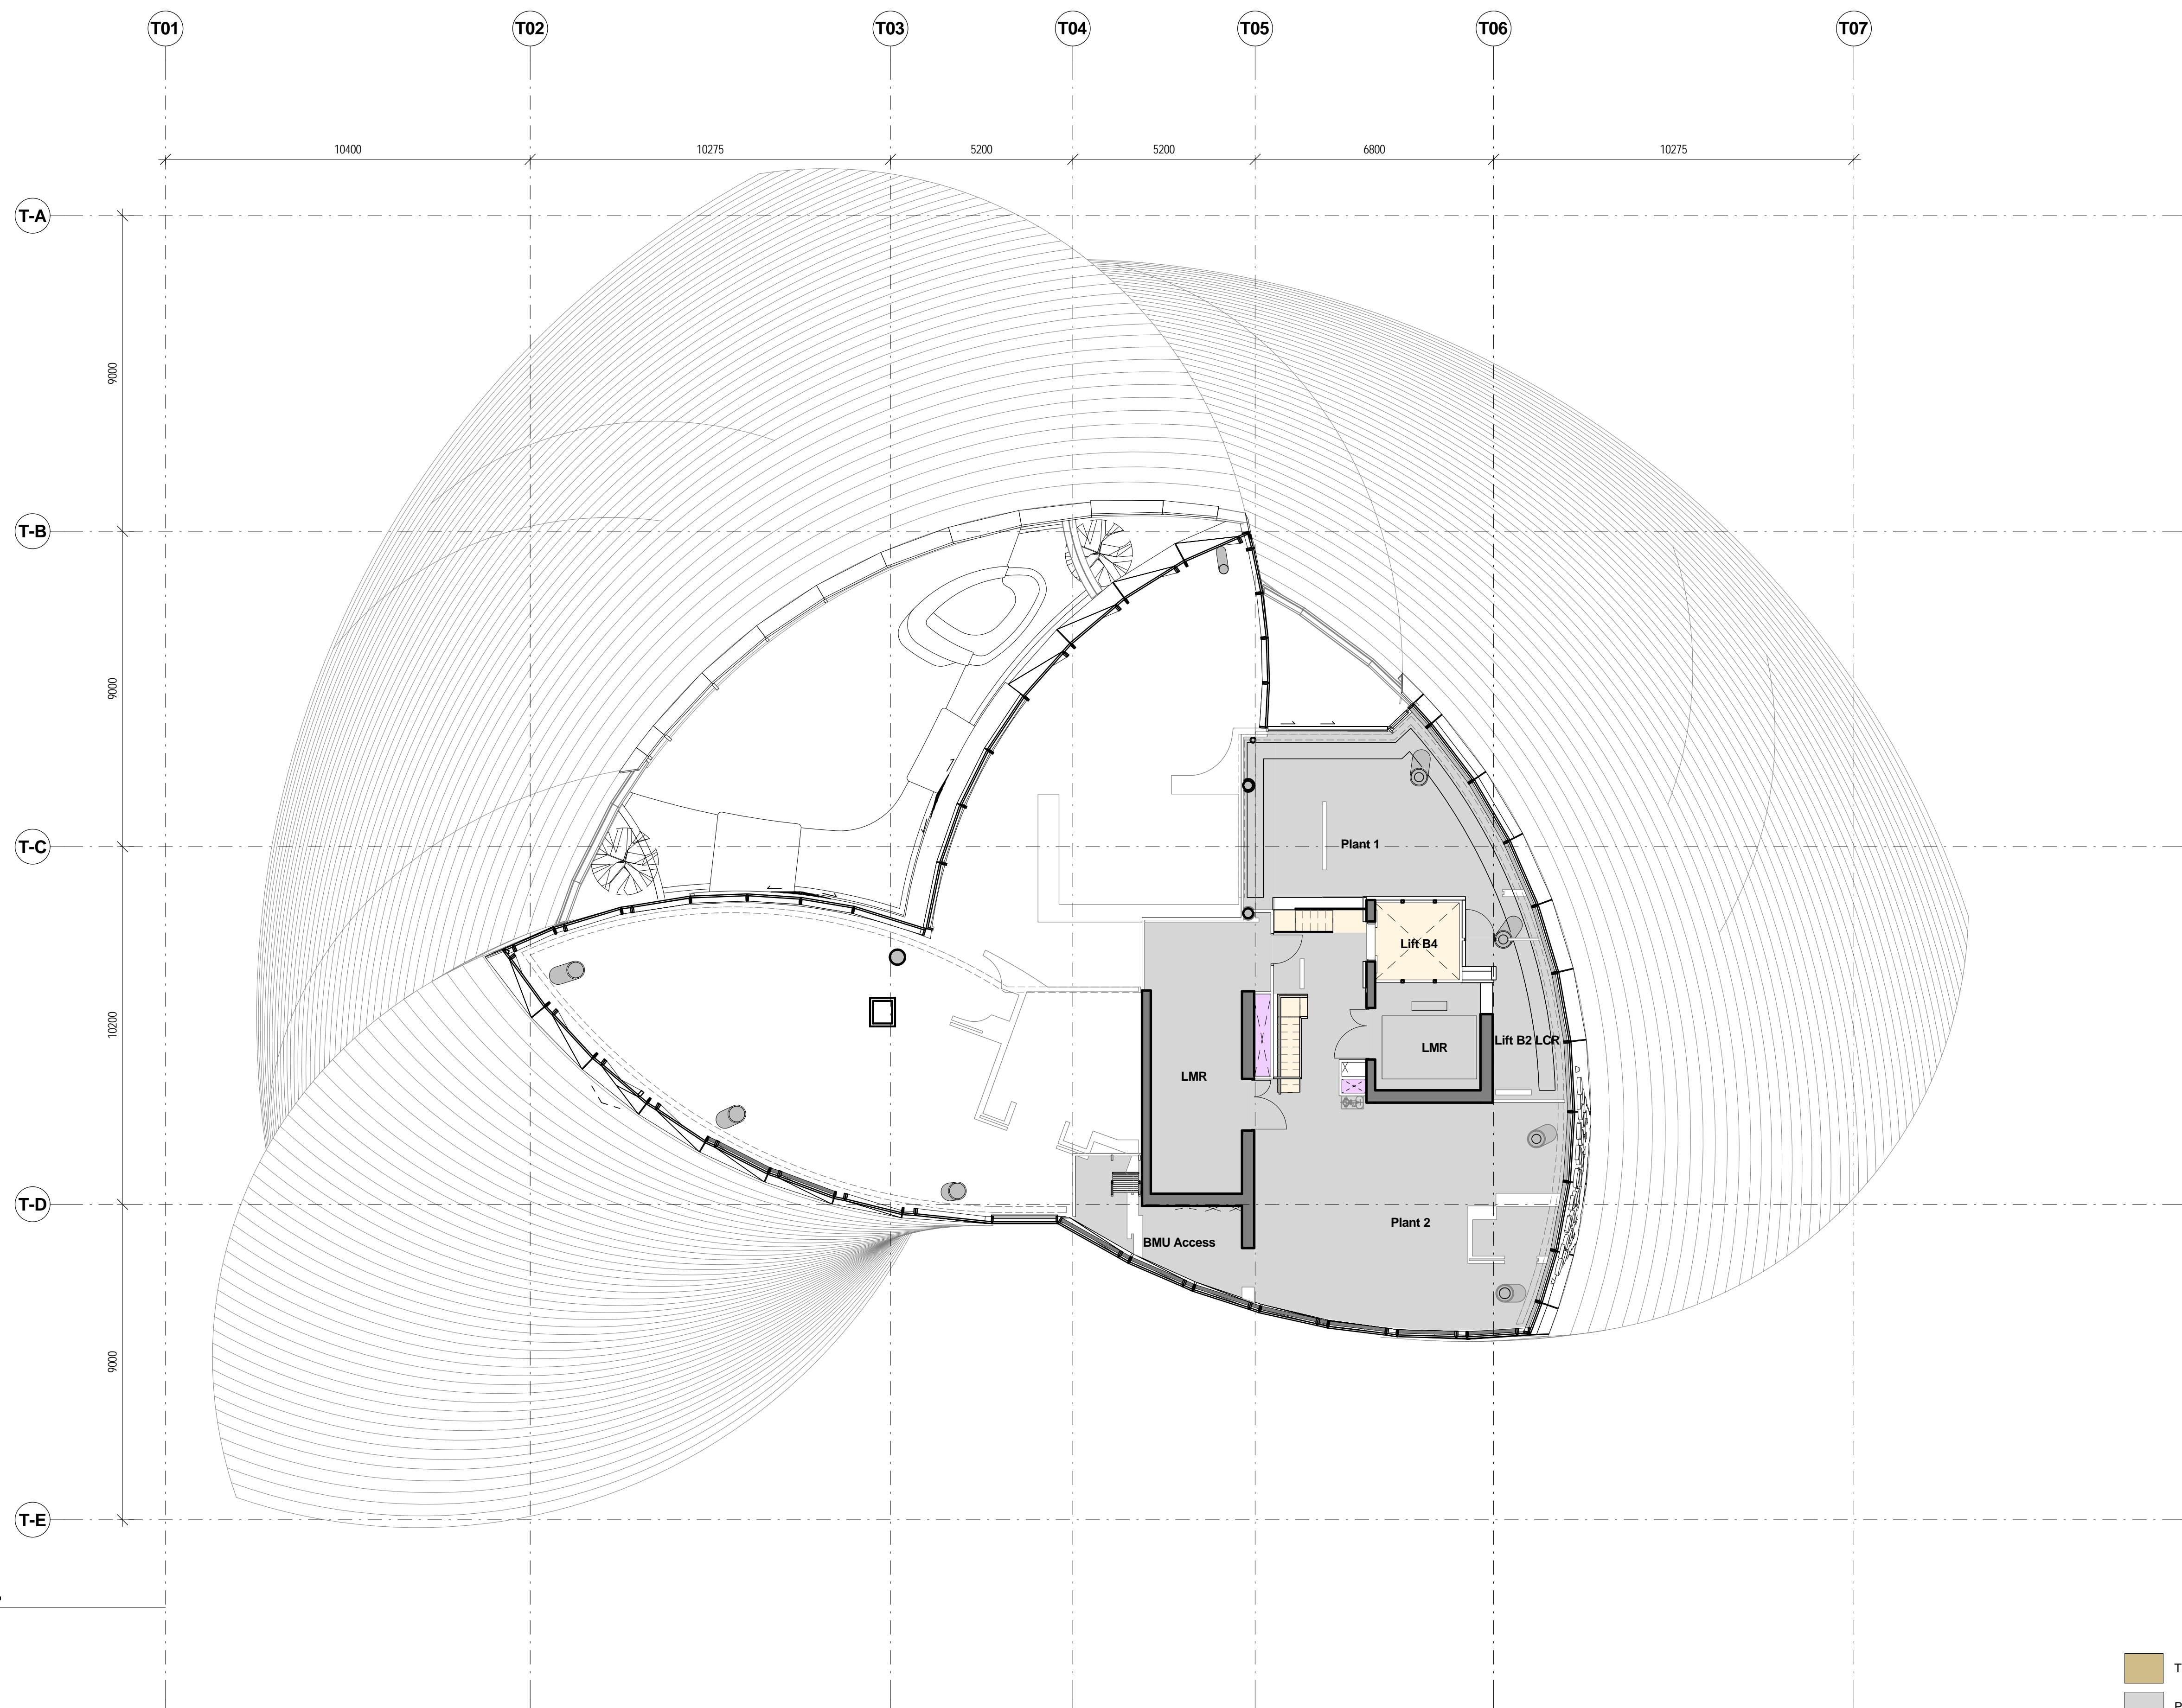 T01 T02 T03 T04 T05 T06 T07
10400 10275 5200 5200 6800 10275
T-A
9000
T-B
9000
T-C
Plant 1
Lift B4
10200
LMR
Lift B2 LCR
LMR
T-D
Plant 2
BMU Access
9000
T-E
T
P